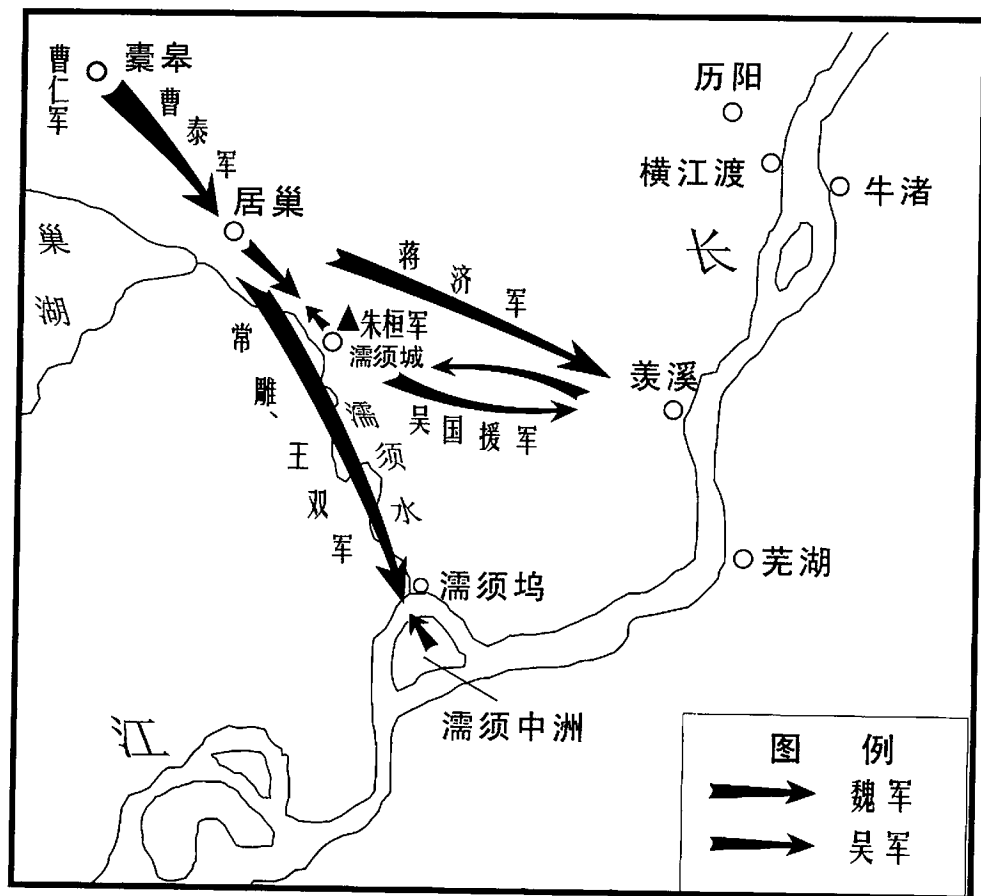 曹仁军
橐皋
曹泰军
居巢
巢湖
历阳
横江渡
牛渚
长
蒋济军
朱桓军
濡须城
羡溪
吴国援军
常雕、王双军
濡须水
濡须坞
芜湖
濡须中洲
江
图 例
魏军
吴军